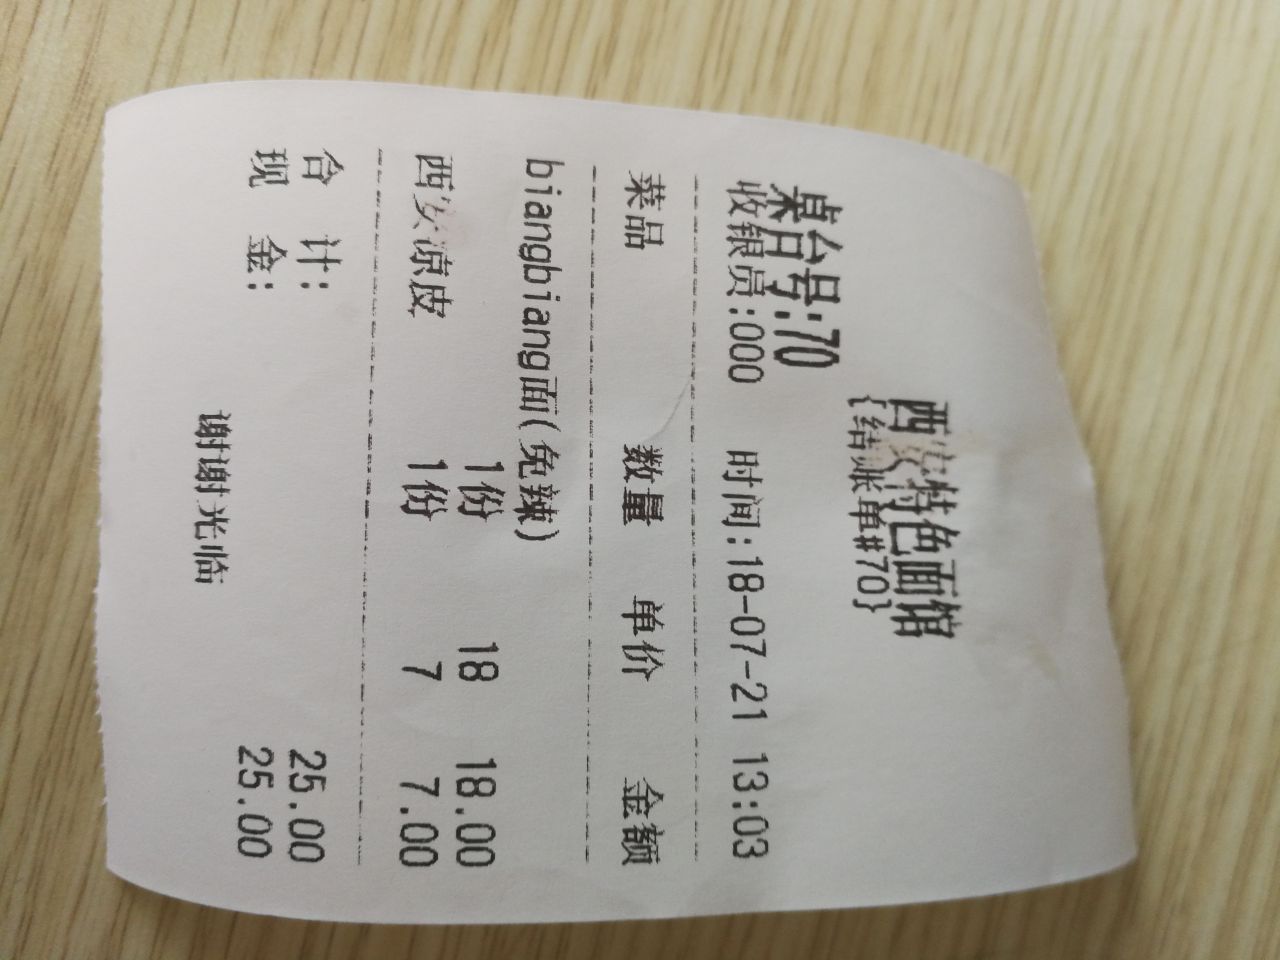 西安特色面馆
{结账单#70}
桌台号:70
收银员:000 时间:18-07-21 13:03
菜品 数量 单价 金额
biangbiang面(免辣)
1份 18 18.00
西安凉皮 1份 7 7.00
合 计: 25.00
现 金: 25.00
谢谢光临